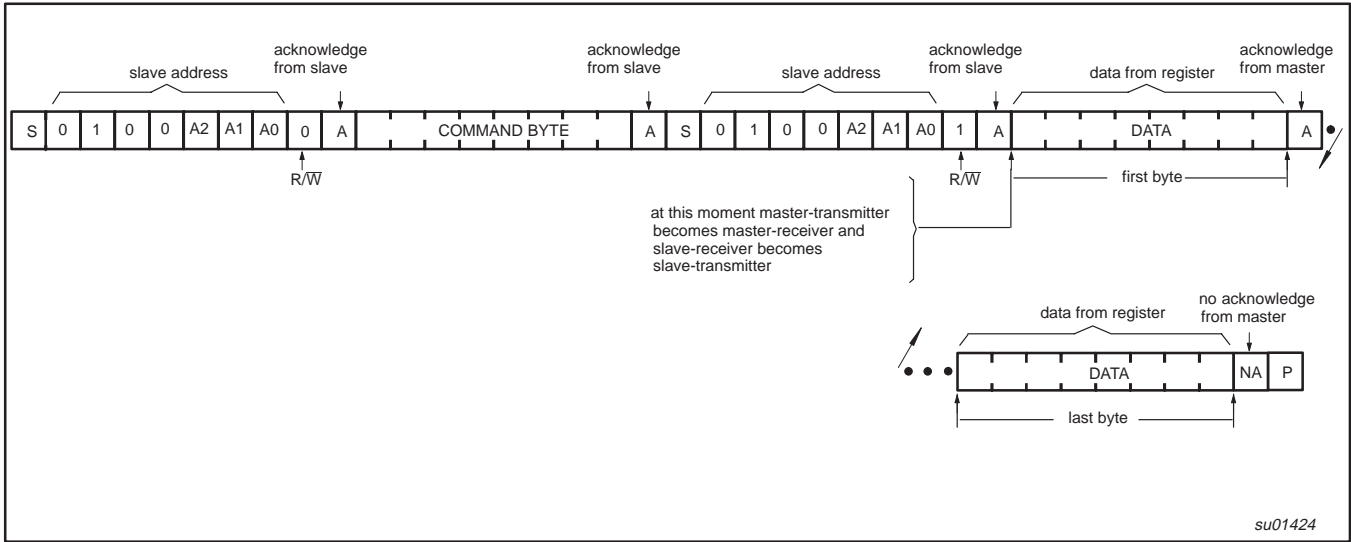 acknowledge
from slave
acknowledge
from slave
acknowledge
from slave
acknowledge
from master
slave address
slave address
data from register
S 0 1 0 0 A2 A1 A0 0 A COMMAND BYTE A S 0 1 0 0 A2 A1 A0 1 A DATA A
R/W̅
R/W̅
first byte
at this moment master-transmitter
becomes master-receiver and
slave-receiver becomes
slave-transmitter
no acknowledge
from master
data from register
DATA NA P
last byte
su01424